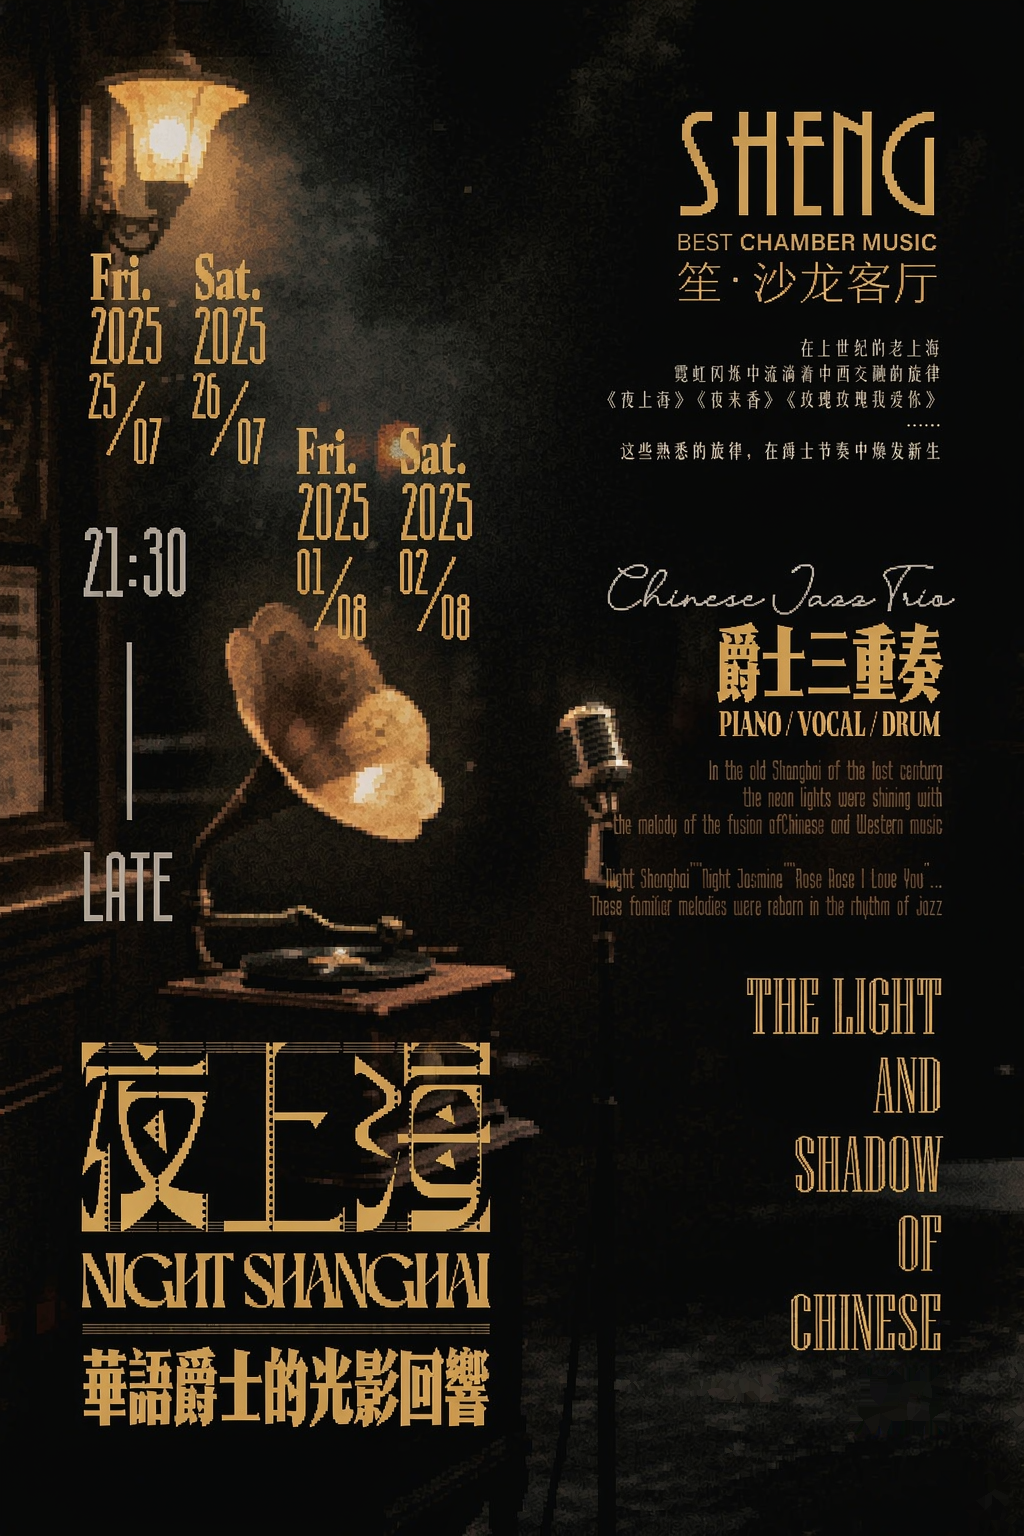 SHENG
BEST CHAMBER MUSIC
笙·沙龙客厅
Fri. Sat.
2025 2025
25/07 26/07
Fri. Sat.
2025 2025
01/08 02/08
21:30
LATE
在上世纪的老上海
霓虹闪烁中流淌着中西交融的旋律
《夜上海》《夜来香》《玫瑰玫瑰我爱你》
......
这些熟悉的旋律，在爵士节奏中焕发新生
Chinese Jazz Trio
爵士三重奏
PIANO / VOCAL / DRUM
In the old Shanghai of the last century
the neon lights were shining with
the melody of the fusion ofChinese and Western music
"Night Shanghai""Night Jasmine""Rose Rose I Love You"...
These familiar melodies were reborn in the rhythm of Jazz
夜上海
NIGHT SHANGHAI
華語爵士的光影回響
THE LIGHT
AND
SHADOW
OF
CHINESE